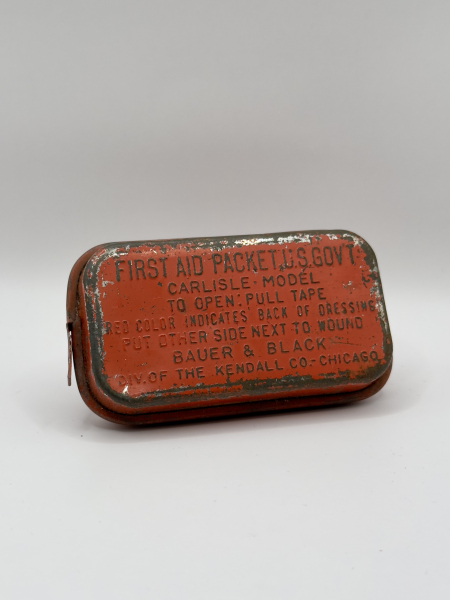 FIRST AID PACKET, U.S. GOV'T
CARLISLE MODEL
TO OPEN: PULL TAPE
RED COLOR INDICATES BACK OF DRESSING
PUT OTHER SIDE NEXT TO WOUND
BAUER & BLACK
DIV. OF THE KENDALL CO.-CHICAGO